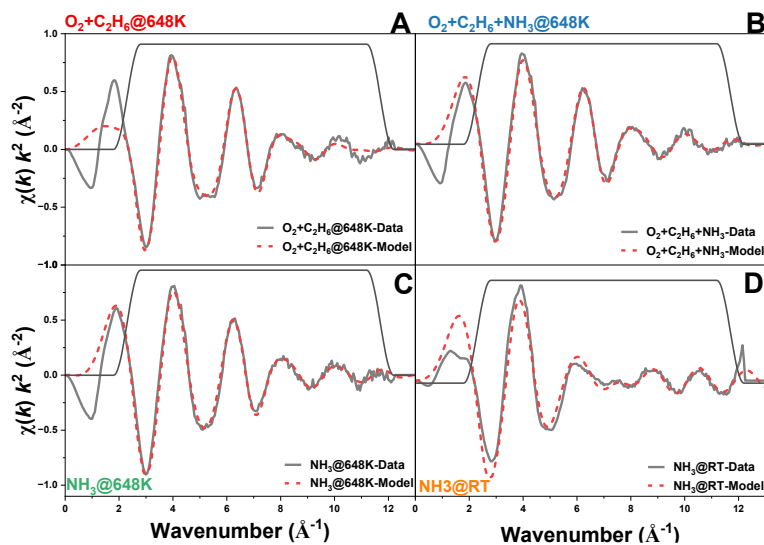 O2+C2H6@648K
O2+C2H6+NH3@648K
A
B
1.0
0.5
0.0
-0.5
-1.0
χ(k) k² (Å⁻²)
O2+C2H6@648K-Data
O2+C2H6@648K-Model
O2+C2H6+NH3-Data
O2+C2H6+NH3-Model
C
D
1.0
0.5
0.0
-0.5
-1.0
χ(k) k² (Å⁻²)
NH3@648K-Data
NH3@648K-Model
NH3@648K
NH3@RT-Data
NH3@RT-Model
NH3@RT
0 2 4 6 8 10 12
0 2 4 6 8 10 12
Wavenumber (Å⁻¹)
Wavenumber (Å⁻¹)